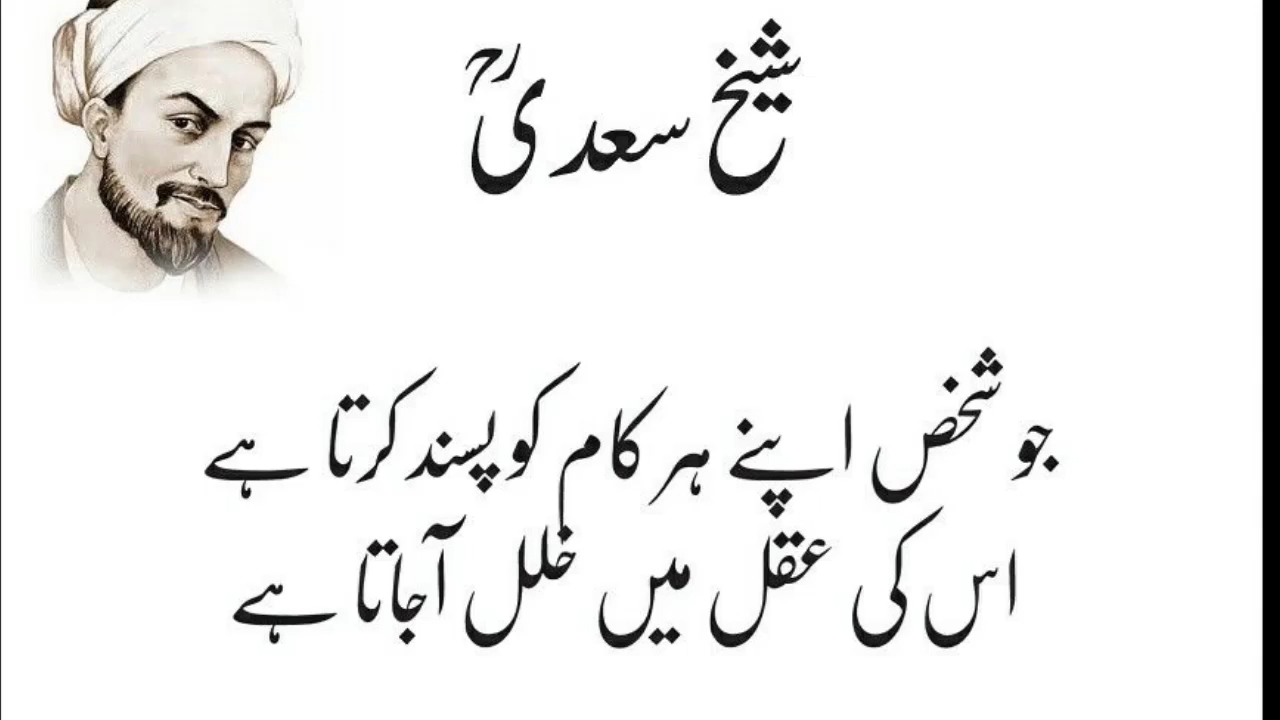 شیخ سعدیؒ
جو شخص اپنے ہر کام کو پسند کرتا ہے
اس کی عقل میں خلل آجاتا ہے